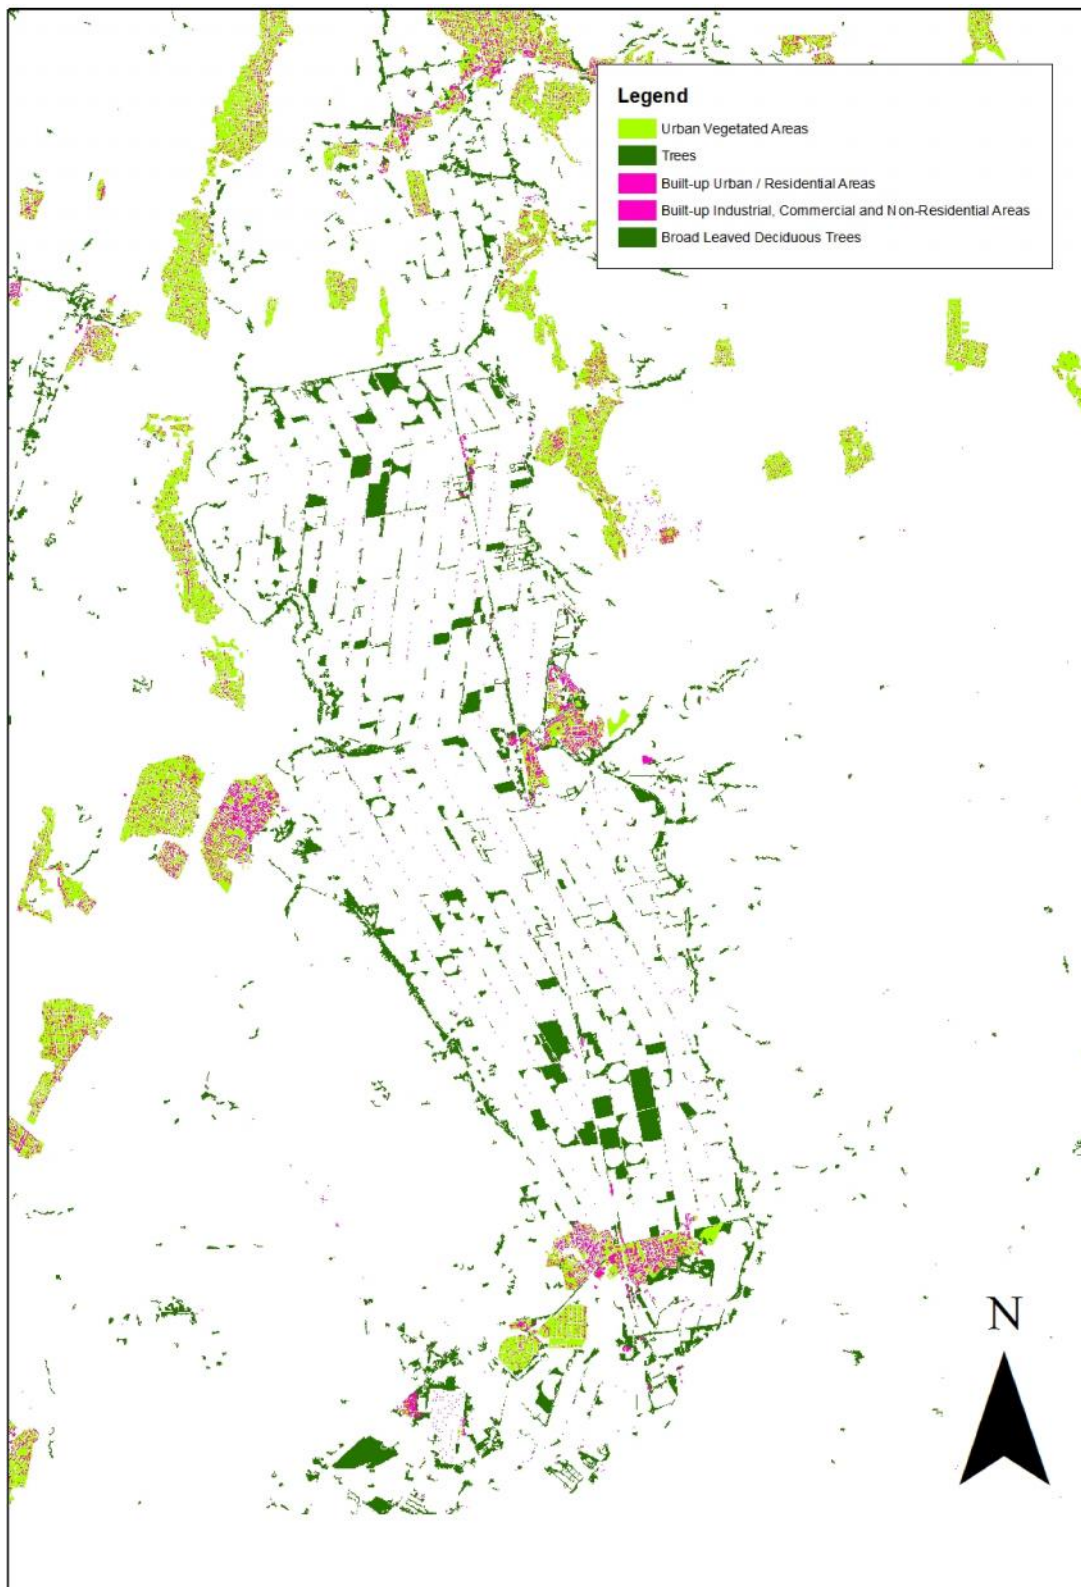 Legend
Urban Vegetated Areas
Trees
Built-up Urban / Residential Areas
Built-up Industrial, Commercial and Non-Residential Areas
Broad Leaved Deciduous Trees
N